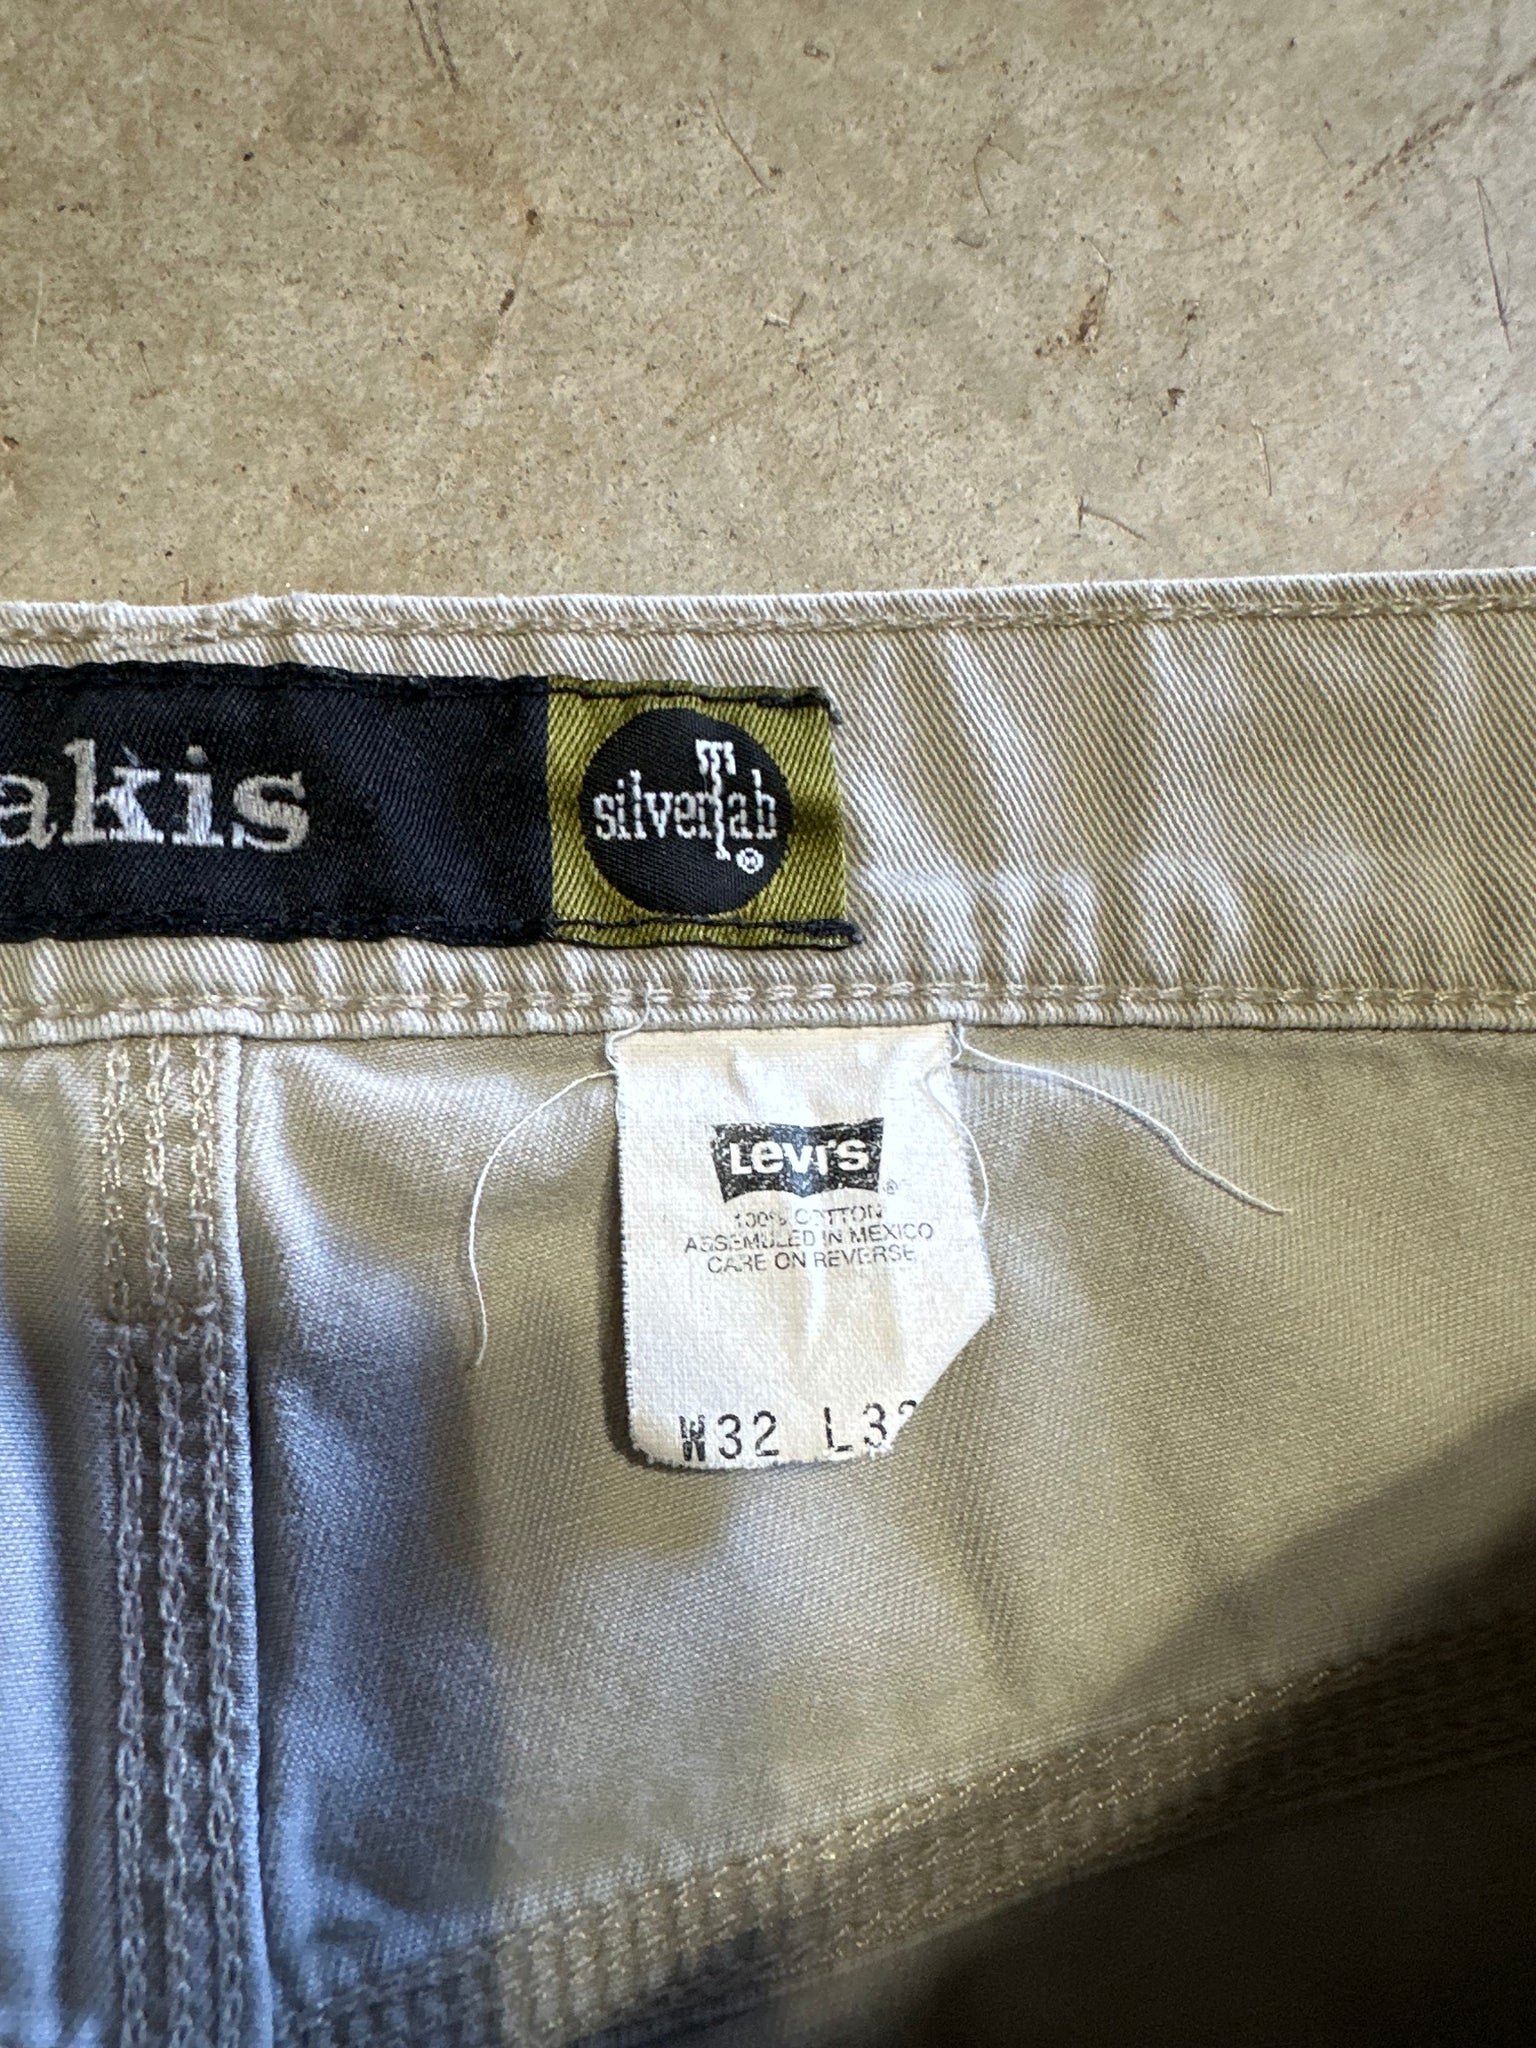 akis
silvertab ®
Levi's ®
100% COTTON
ASSEMBLED IN MEXICO
CARE ON REVERSE
W32 L3